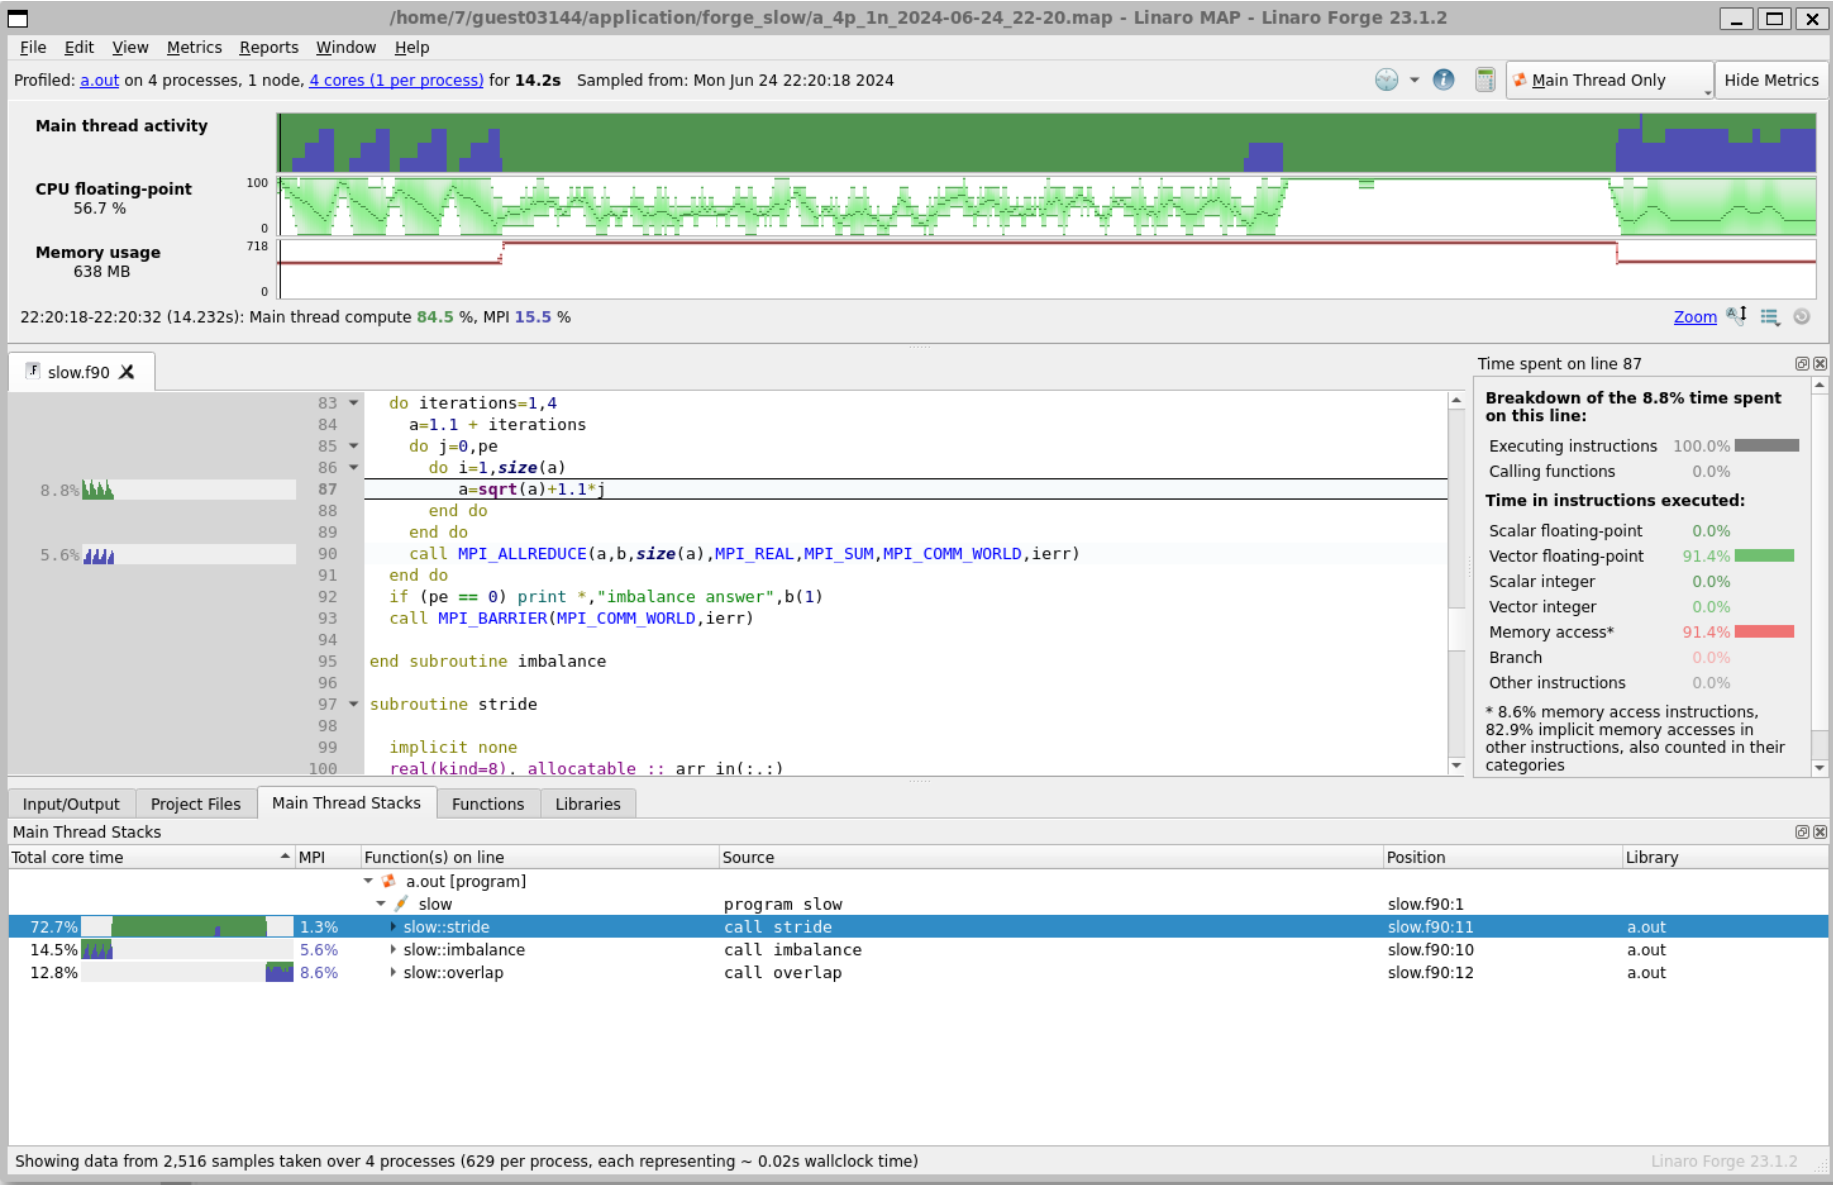 /home/7/guest03144/application/forge_slow/a_4p_1n_2024-06-24_22-20.map - Linaro MAP - Linaro Forge 23.1.2
File Edit View Metrics Reports Window Help
Profiled: a.out on 4 processes, 1 node, 4 cores (1 per process) for 14.2s Sampled from: Mon Jun 24 22:20:18 2024 Main Thread Only Hide Metrics
Main thread activity
CPU floating-point 100
56.7 %
0
Memory usage 718
638 MB
0
22:20:18-22:20:32 (14.232s): Main thread compute 84.5 %, MPI 15.5 % Zoom
slow.f90
83 do iterations=1,4
84 a=1.1 + iterations
85 do j=0,pe
86 do i=1,size(a)
8.8% 87 a=sqrt(a)+1.1*j
88 end do
89 end do
5.6% 90 call MPI_ALLREDUCE(a,b,size(a),MPI_REAL,MPI_SUM,MPI_COMM_WORLD,ierr)
91 end do
92 if (pe == 0) print *,"imbalance answer",b(1)
93 call MPI_BARRIER(MPI_COMM_WORLD,ierr)
94
95 end subroutine imbalance
96
97 subroutine stride
98
99 implicit none
100 real(kind=8), allocatable :: arr_in(:,:)
Time spent on line 87
Breakdown of the 8.8% time spent
on this line:
Executing instructions 100.0%
Calling functions 0.0%
Time in instructions executed:
Scalar floating-point 0.0%
Vector floating-point 91.4%
Scalar integer 0.0%
Vector integer 0.0%
Memory access* 91.4%
Branch 0.0%
Other instructions 0.0%
* 8.6% memory access instructions,
82.9% implicit memory accesses in
other instructions, also counted in their
categories
Input/Output Project Files Main Thread Stacks Functions Libraries
Main Thread Stacks
Total core time MPI Function(s) on line Source Position Library
a.out [program]
slow program slow slow.f90:1
72.7% 1.3% slow::stride call stride slow.f90:11 a.out
14.5% 5.6% slow::imbalance call imbalance slow.f90:10 a.out
12.8% 8.6% slow::overlap call overlap slow.f90:12 a.out
Showing data from 2,516 samples taken over 4 processes (629 per process, each representing ~ 0.02s wallclock time) Linaro Forge 23.1.2